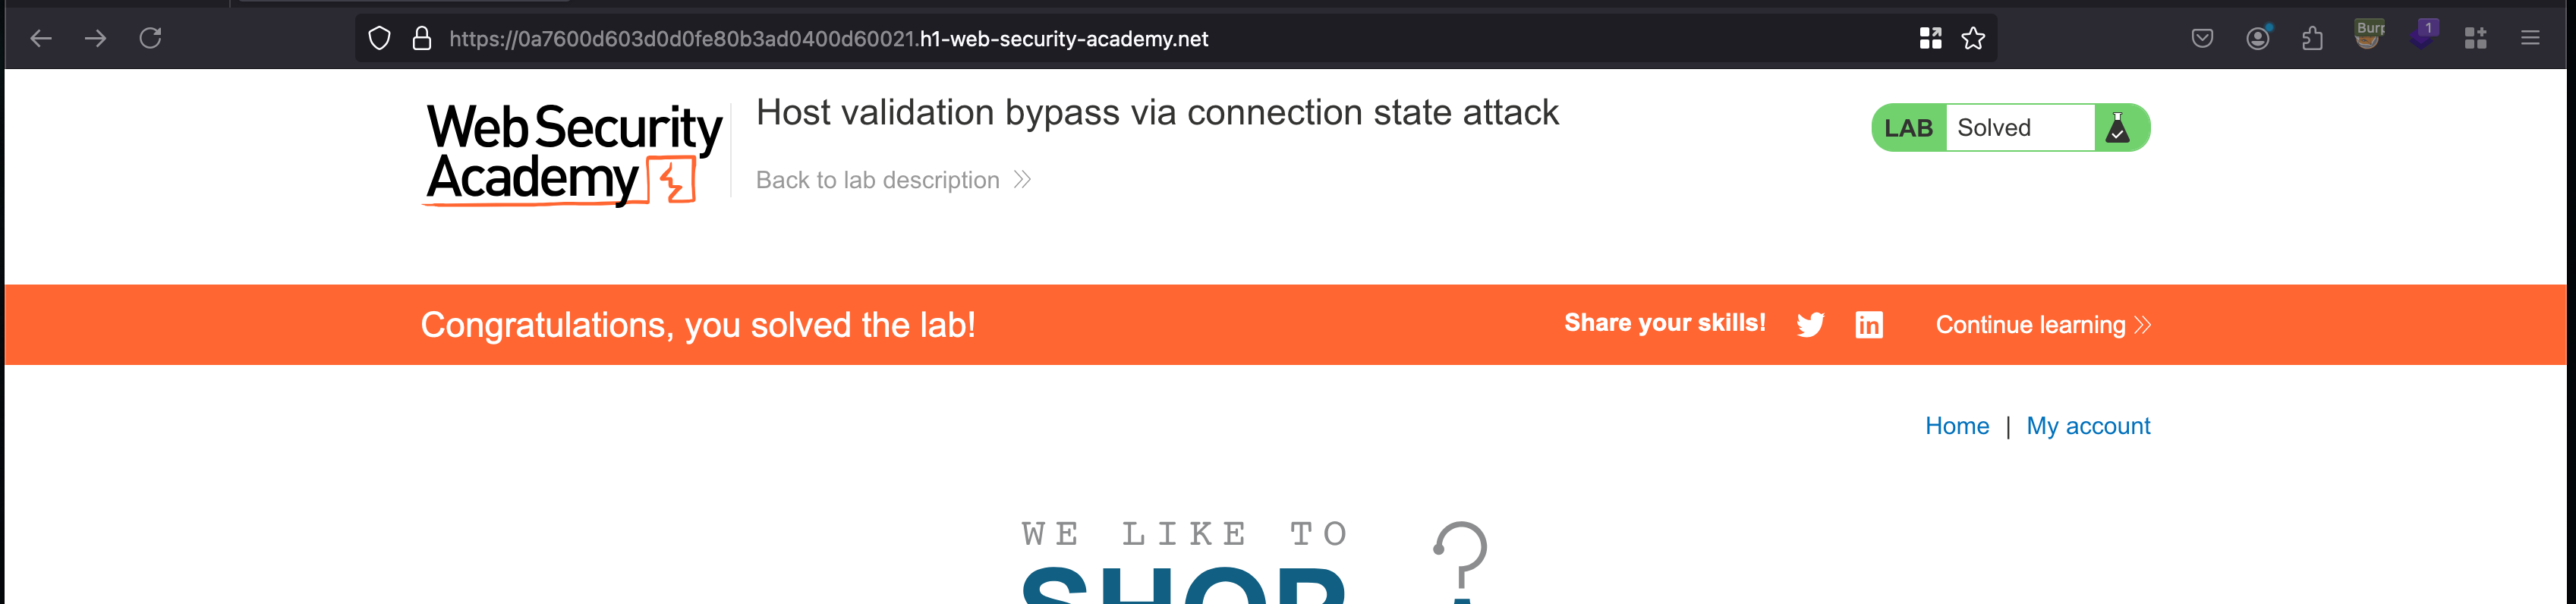 https://0a7600d603d0d0fe80b3ad0400d60021.h1-web-security-academy.net
Burp
1
Web Security
Academy
Host validation bypass via connection state attack
Back to lab description
LAB Solved
Congratulations, you solved the lab!
Share your skills!
in
Continue learning
Home | My account
WE LIKE TO
SHOP